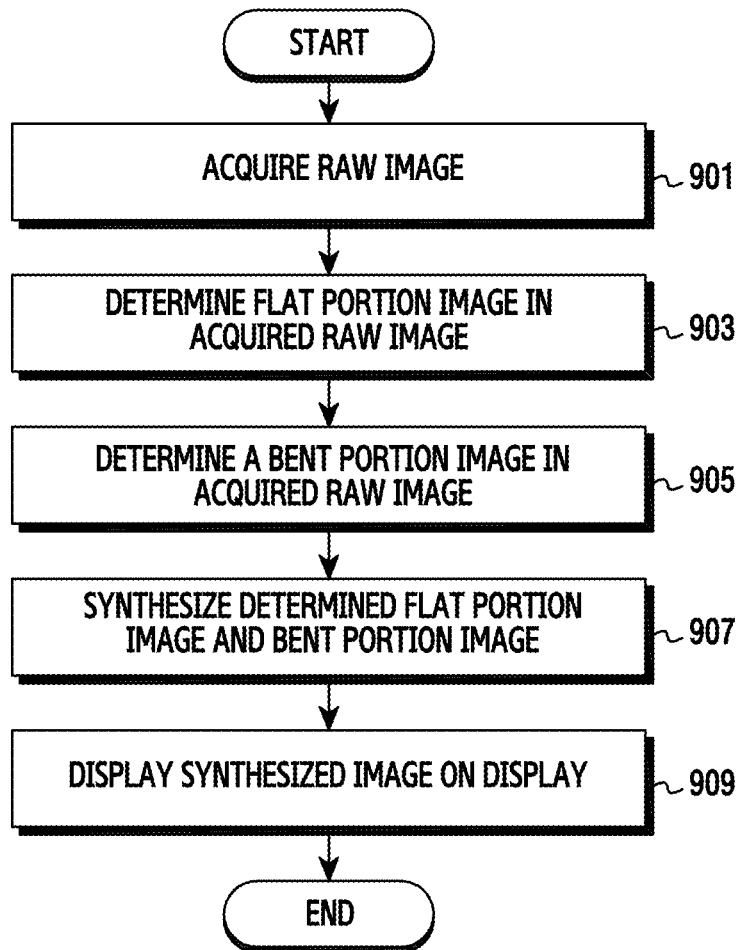 START
ACQUIRE RAW IMAGE
901
DETERMINE FLAT PORTION IMAGE IN
ACQUIRED RAW IMAGE
903
DETERMINE A BENT PORTION IMAGE IN
ACQUIRED RAW IMAGE
905
SYNTHESIZE DETERMINED FLAT PORTION
IMAGE AND BENT PORTION IMAGE
907
DISPLAY SYNTHESIZED IMAGE ON DISPLAY
909
END